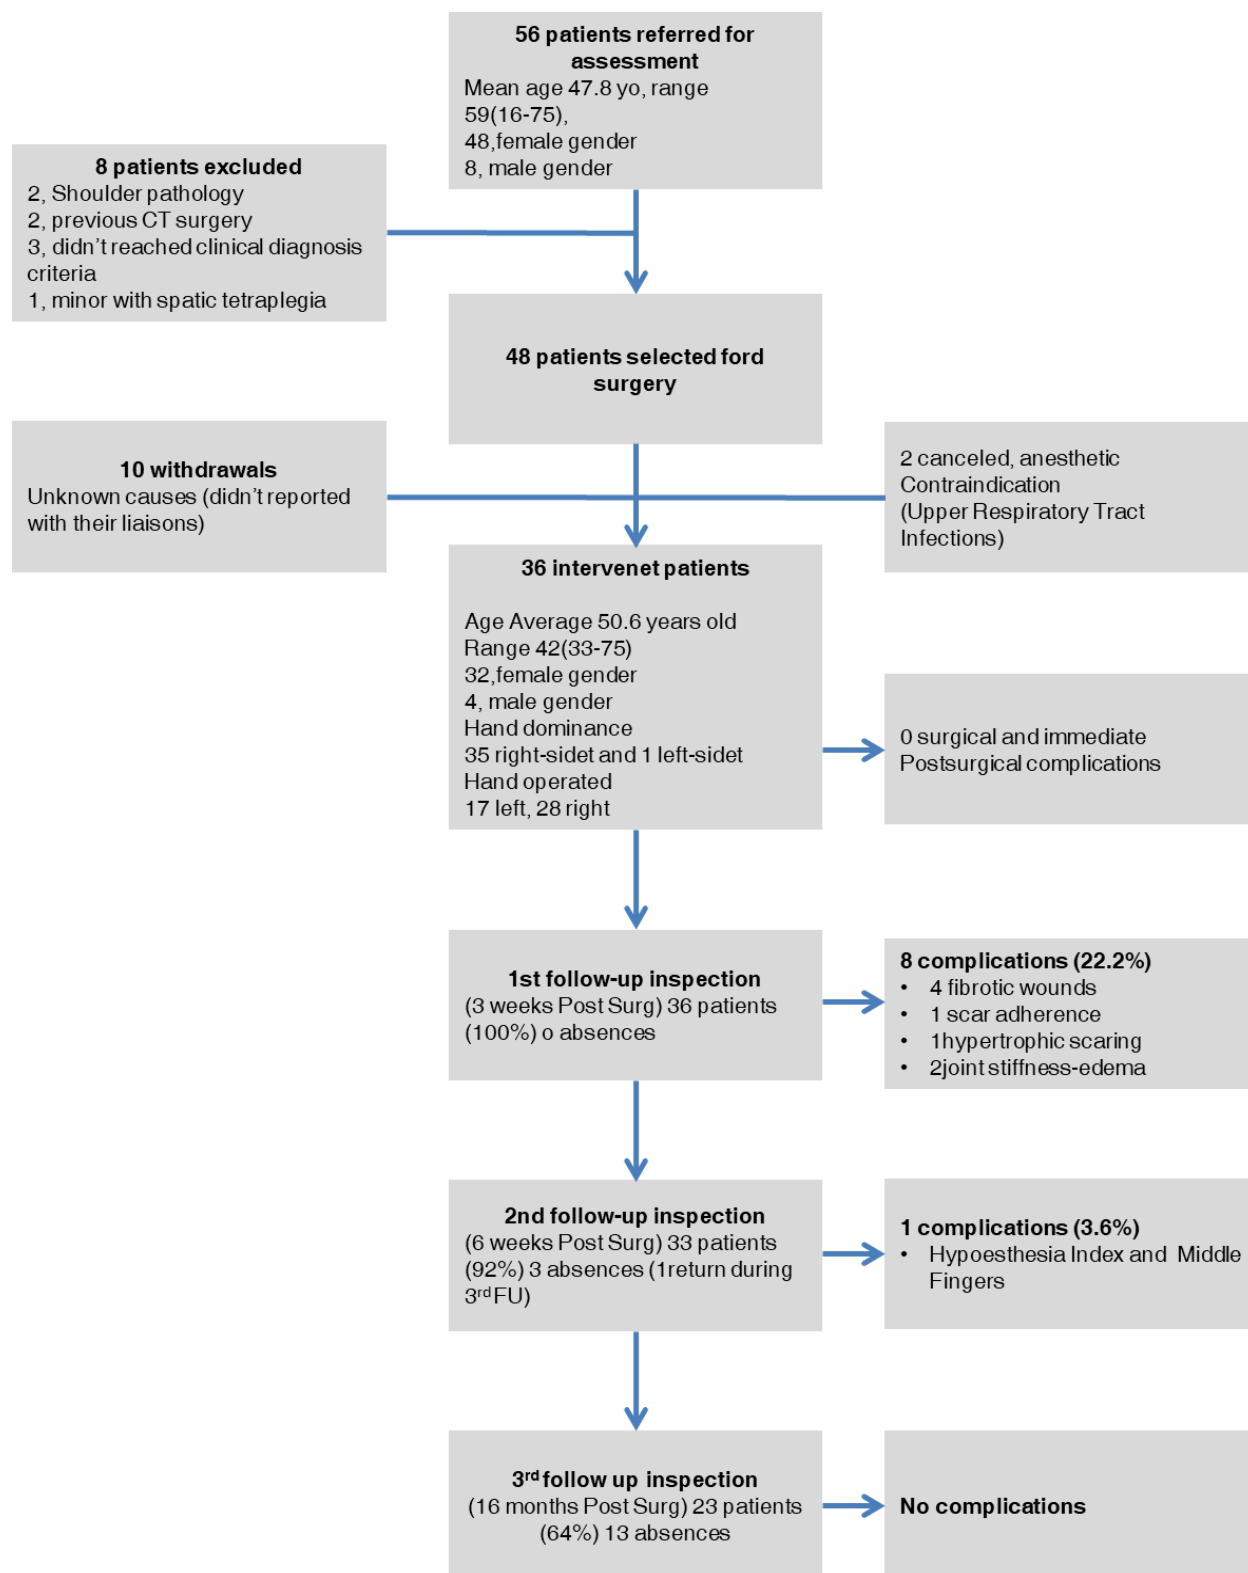 56 patients referred for
assessment
Mean age 47.8 yo, range
59(16-75),
48,female gender
8, male gender
8 patients excluded
2, Shoulder pathology
2, previous CT surgery
3, didn't reached clinical diagnosis
criteria
1, minor with spatic tetraplegia
48 patients selected ford
surgery
10 withdrawals
Unknown causes (didn't reported
with their liaisons)
2 canceled, anesthetic
Contraindication
(Upper Respiratory Tract
Infections)
36 intervenet patients
Age Average 50.6 years old
Range 42(33-75)
32,female gender
4, male gender
Hand dominance
35 right-sidet and 1 left-sidet
Hand operated
17 left, 28 right
0 surgical and immediate
Postsurgical complications
1st follow-up inspection
(3 weeks Post Surg) 36 patients
(100%) o absences
8 complications (22.2%)
• 4 fibrotic wounds
• 1 scar adherence
• 1hypertrophic scaring
• 2joint stiffness-edema
2nd follow-up inspection
(6 weeks Post Surg) 33 patients
(92%) 3 absences (1return during
3rd FU)
1 complications (3.6%)
• Hypoesthesia Index and Middle
Fingers
3rd follow up inspection
(16 months Post Surg) 23 patients
(64%) 13 absences
No complications